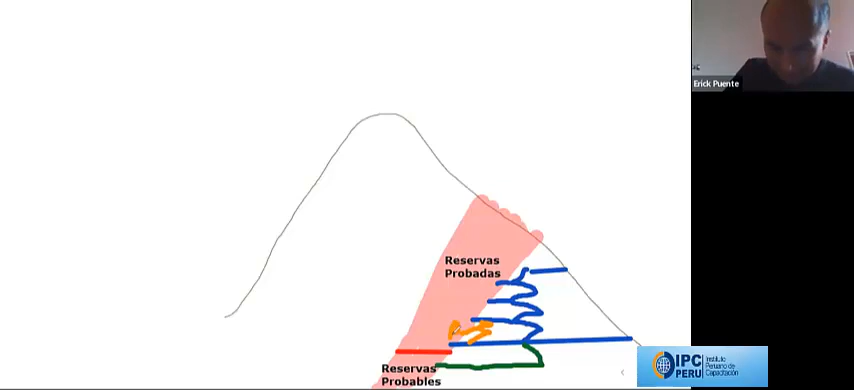 Erick Puente
Reservas
Probadas
Reservas
Probables
IPC
PERU
Instituto
Peruano de
Capacitación